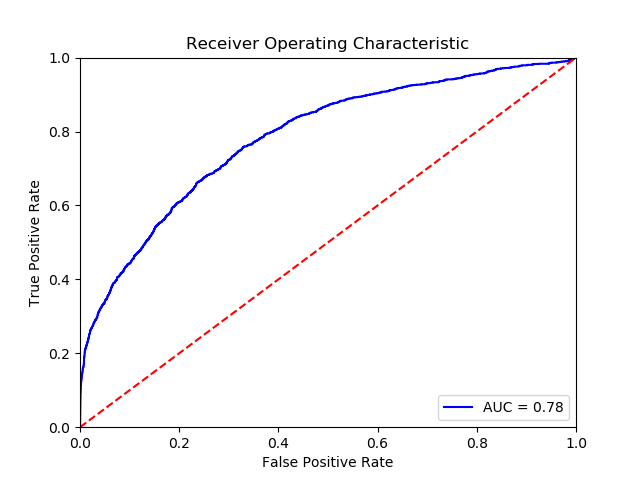 Receiver Operating Characteristic
True Positive Rate
1.0
0.8
0.6
0.4
0.2
0.0
AUC = 0.78
0.0 0.2 0.4 0.6 0.8 1.0
False Positive Rate